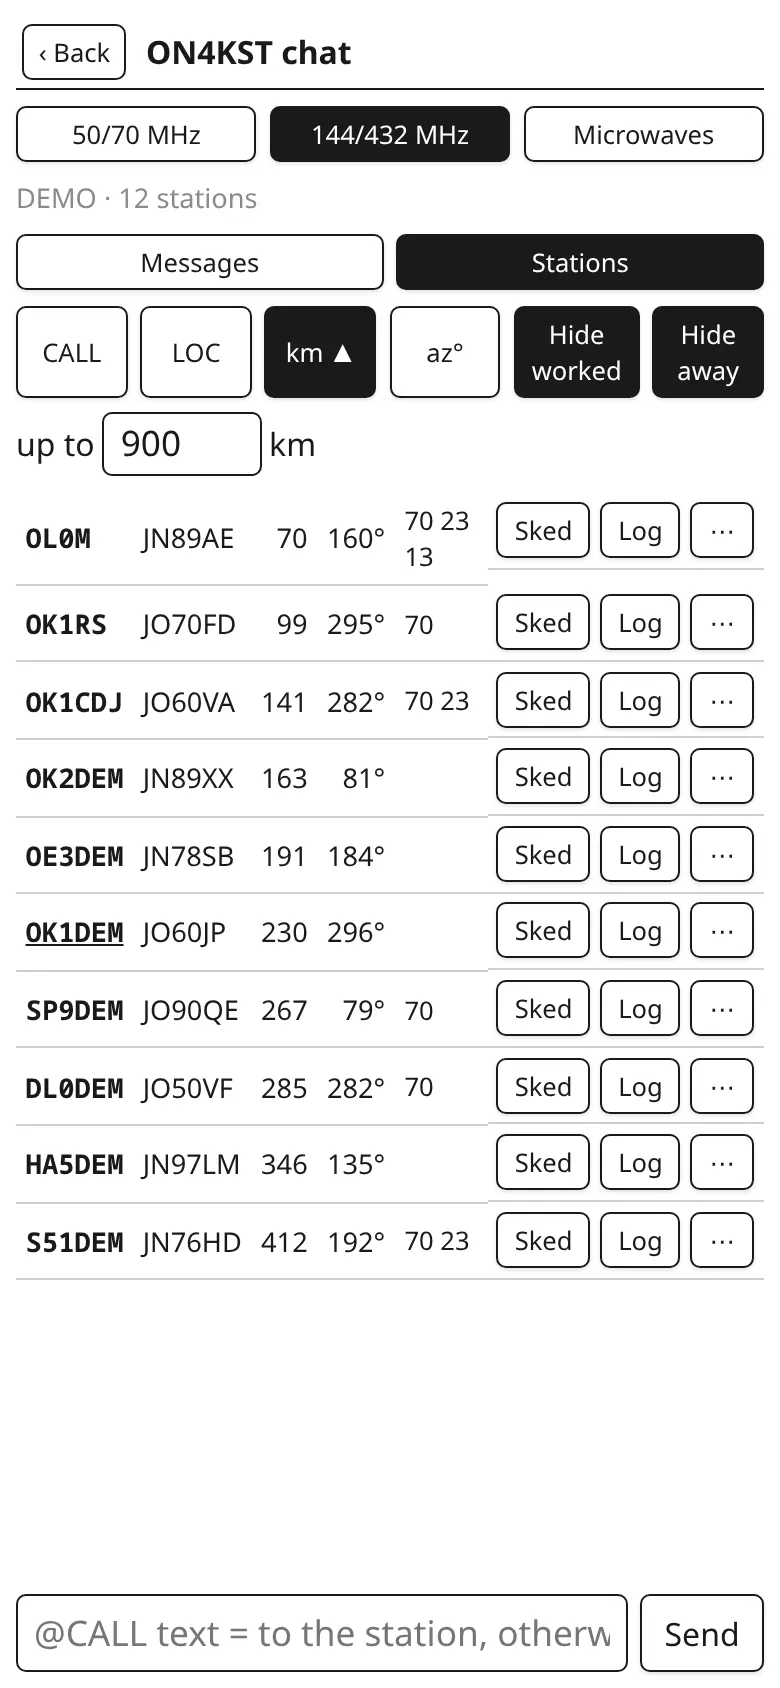 ‹ Back ON4KST chat
50/70 MHz 144/432 MHz Microwaves
DEMO · 12 stations
Messages Stations
CALL LOC km ▲ az° Hide worked Hide away
up to 900 km
OL0M JN89AE 70 160° 70 23 13 Sked Log ···
OK1RS JO70FD 99 295° 70 Sked Log ···
OK1CDJ JO60VA 141 282° 70 23 Sked Log ···
OK2DEM JN89XX 163 81° Sked Log ···
OE3DEM JN78SB 191 184° Sked Log ···
OK1DEM JO60JP 230 296° Sked Log ···
SP9DEM JO90QE 267 79° 70 Sked Log ···
DL0DEM JO50VF 285 282° 70 Sked Log ···
HA5DEM JN97LM 346 135° Sked Log ···
S51DEM JN76HD 412 192° 70 23 Sked Log ···
@CALL text = to the station, otherw Send